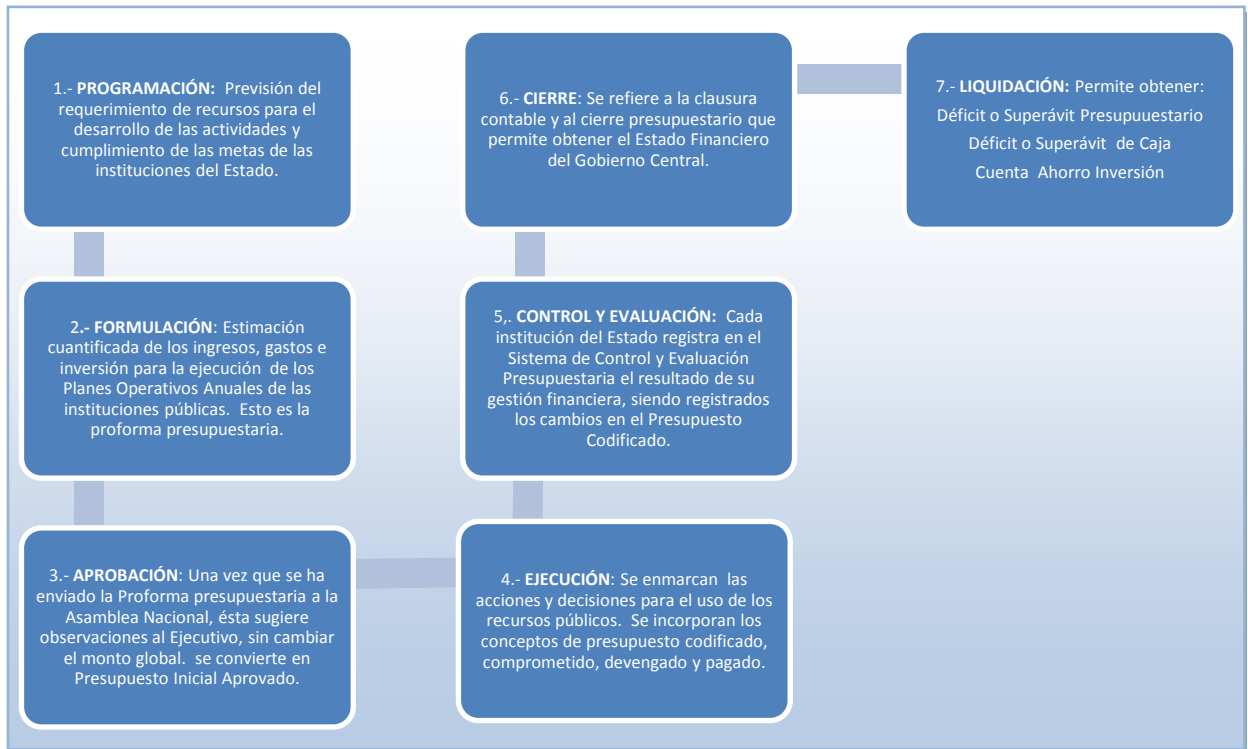 1.- PROGRAMACIÓN: Previsión del
requerimiento de recursos para el
desarrollo de las actividades y
cumplimiento de las metas de las
instituciones del Estado.
2.- FORMULACIÓN: Estimación
cuantificada de los ingresos, gastos e
inversión para la ejecución de los
Planes Operativos Anuales de las
instituciones públicas. Esto es la
proforma presupuestaria.
3.- APROBACIÓN: Una vez que se ha
enviado la Proforma presupuestaria a la
Asamblea Nacional, ésta sugiere
observaciones al Ejecutivo, sin cambiar
el monto global. se convierte en
Presupuesto Inicial Aprovado.
4.- EJECUCIÓN: Se enmarcan las
acciones y decisiones para el uso de los
recursos públicos. Se incorporan los
conceptos de presupuesto codificado,
comprometido, devengado y pagado.
5,. CONTROL Y EVALUACIÓN: Cada
institución del Estado registra en el
Sistema de Control y Evaluación
Presupuestaria el resultado de su
gestión financiera, siendo registrados
los cambios en el Presupuesto
Codificado.
6.- CIERRE: Se refiere a la clausura
contable y al cierre presupuestario que
permite obtener el Estado Financiero
del Gobierno Central.
7.- LIQUIDACIÓN: Permite obtener:
Déficit o Superávit Presupuuestario
Déficit o Superávit de Caja
Cuenta Ahorro Inversión